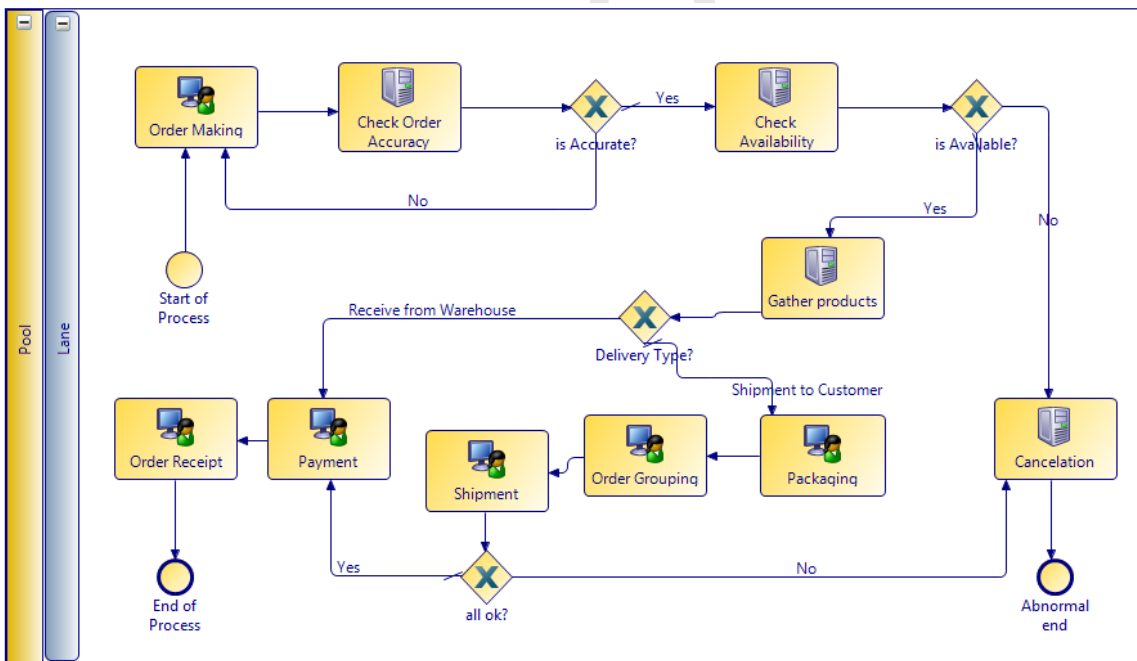 Pool
Lane
Order Making
Check Order
Accuracy
is Accurate?
Yes
No
Check
Availability
is Available?
Yes
No
Start of
Process
Gather products
Receive from Warehouse
Delivery Type?
Shipment to Customer
Order Receipt
Payment
Shipment
Order Grouping
Packaging
Cancelation
Yes
No
all ok?
End of
Process
Abnormal
end